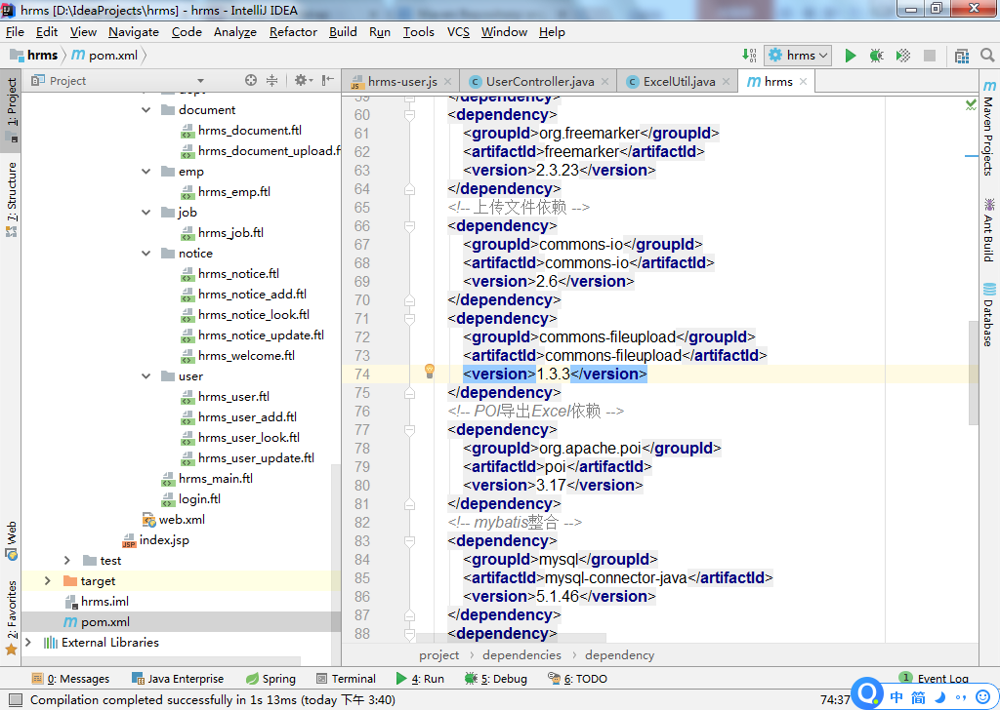 hrms [D:\IdeaProjects\hrms] - hrms - IntelliJ IDEA
File Edit View Navigate Code Analyze Refactor Build Run Tools VCS Window Help
hrms pom.xml hrms
Project hrms-user.js UserController.java ExcelUtil.java hrms
1: Project
7: Structure
Web
2: Favorites
document
hrms_document.ftl
hrms_document_upload.f
emp
hrms_emp.ftl
job
hrms_job.ftl
notice
hrms_notice.ftl
hrms_notice_add.ftl
hrms_notice_look.ftl
hrms_notice_update.ftl
hrms_welcome.ftl
user
hrms_user.ftl
hrms_user_add.ftl
hrms_user_look.ftl
hrms_user_update.ftl
hrms_main.ftl
login.ftl
web.xml
index.jsp
test
target
hrms.iml
pom.xml
External Libraries
59 </dependency>
60 <dependency>
61 <groupId>org.freemarker</groupId>
62 <artifactId>freemarker</artifactId>
63 <version>2.3.23</version>
64 </dependency>
65 <!-- 上传文件依赖 -->
66 <dependency>
67 <groupId>commons-io</groupId>
68 <artifactId>commons-io</artifactId>
69 <version>2.6</version>
70 </dependency>
71 <dependency>
72 <groupId>commons-fileupload</groupId>
73 <artifactId>commons-fileupload</artifactId>
74 <version>1.3.3</version>
75 </dependency>
76 <!-- POI导出Excel依赖 -->
77 <dependency>
78 <groupId>org.apache.poi</groupId>
79 <artifactId>poi</artifactId>
80 <version>3.17</version>
81 </dependency>
82 <!-- mybatis整合 -->
83 <dependency>
84 <groupId>mysql</groupId>
85 <artifactId>mysql-connector-java</artifactId>
86 <version>5.1.46</version>
87 </dependency>
88 <dependency>
Maven Projects
Ant Build
Database
project dependencies dependency
0: Messages Java Enterprise Spring Terminal 4: Run 5: Debug 6: TODO 1 Event Log
Compilation completed successfully in 1s 13ms (today 下午 3:40) 74:37 中 简